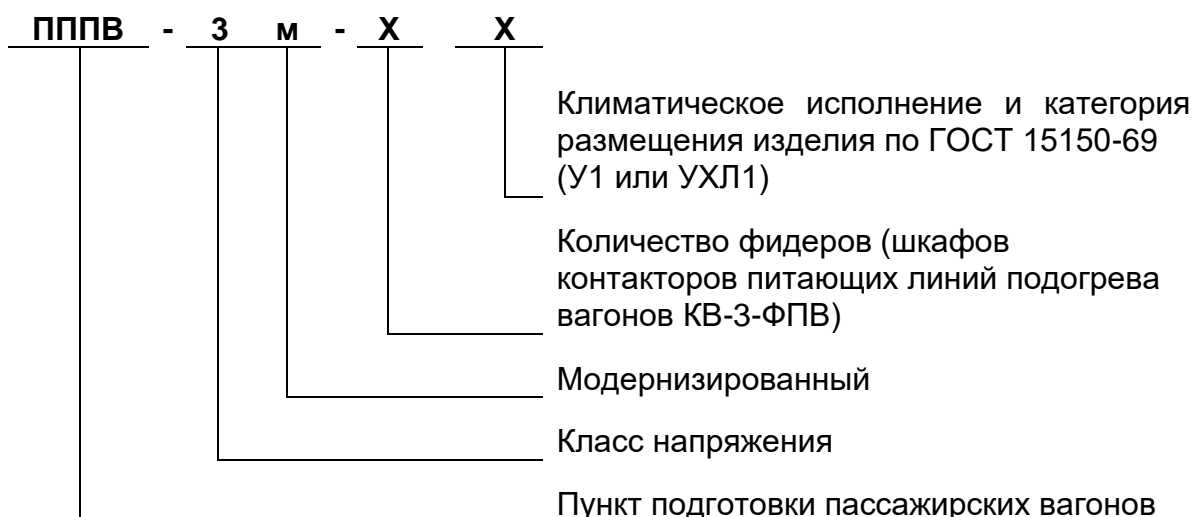 ПППВ - 3 м - Х Х
Климатическое исполнение и категория
размещения изделия по ГОСТ 15150-69
(У1 или УХЛ1)
Количество фидеров (шкафов
контакторов питающих линий подогрева
вагонов КВ-3-ФПВ)
Модернизированный
Класс напряжения
Пункт подготовки пассажирских вагонов